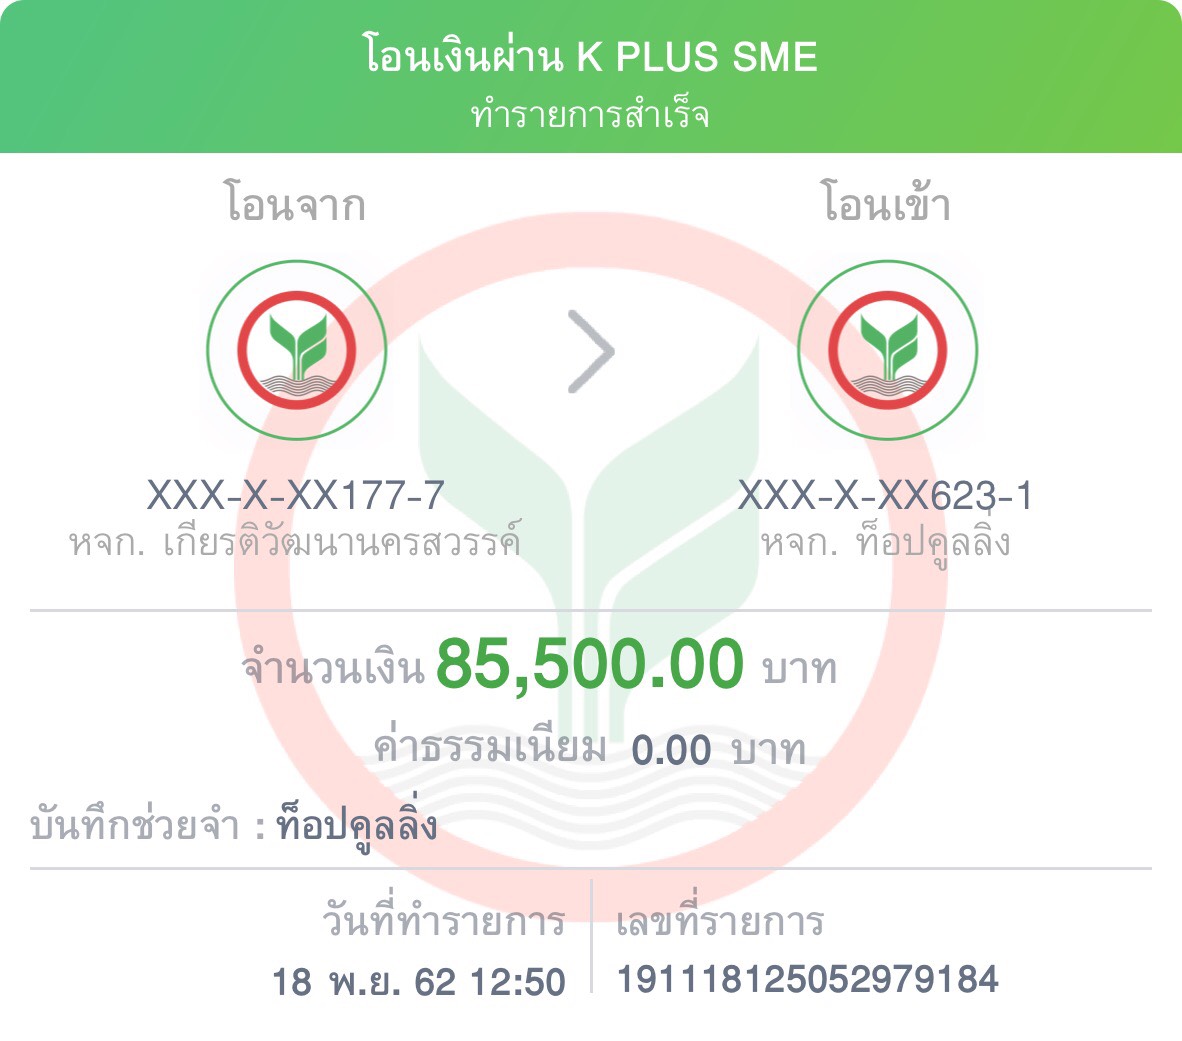 โอนเงินผ่าน K PLUS SME
ทำรายการสำเร็จ
โอนจาก
โอนเข้า
XXX-X-XX177-7
XXX-X-XX623-1
หจก. เกียรติวัฒนานครสวรรค์
หจก. ท็อปคูลลิ่ง
จำนวนเงิน 85,500.00 บาท
ค่าธรรมเนียม 0.00 บาท
บันทึกช่วยจำ : ท็อปคูลลิ่ง
วันที่ทำรายการ
เลขที่รายการ
18 พ.ย. 62 12:50
191118125052979184